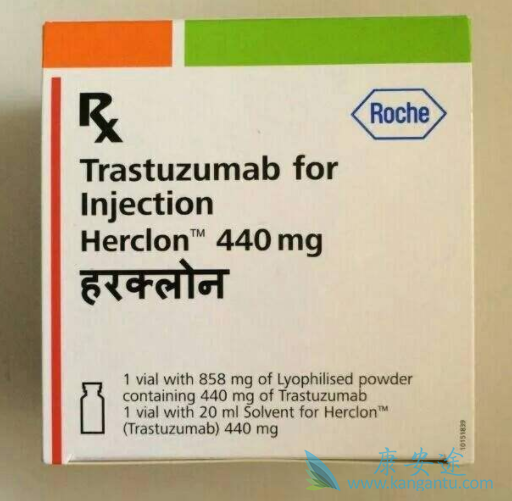 Rx
Roche
Trastuzumab for
Injection
Herclon™ 440 mg
हरक्लोन
1 vial with 858 mg of Lyophilised powder
containing 440 mg of Trastuzumab
1 vial with 20 ml Solvent for Herclon™
(Trastuzumab) 440 mg
10151839
康安途
www.kangantu.com